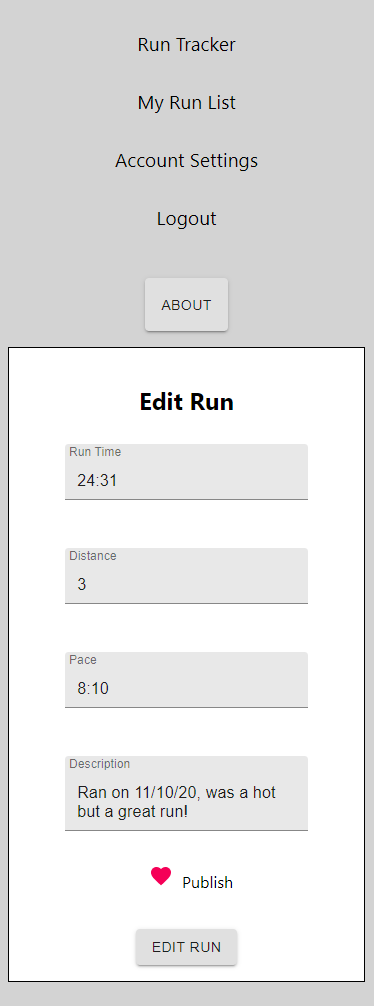 Run Tracker
My Run List
Account Settings
Logout
ABOUT
Edit Run
Run Time
24:31
Distance
3
Pace
8:10
Description
Ran on 11/10/20, was a hot
but a great run!
Publish
EDIT RUN